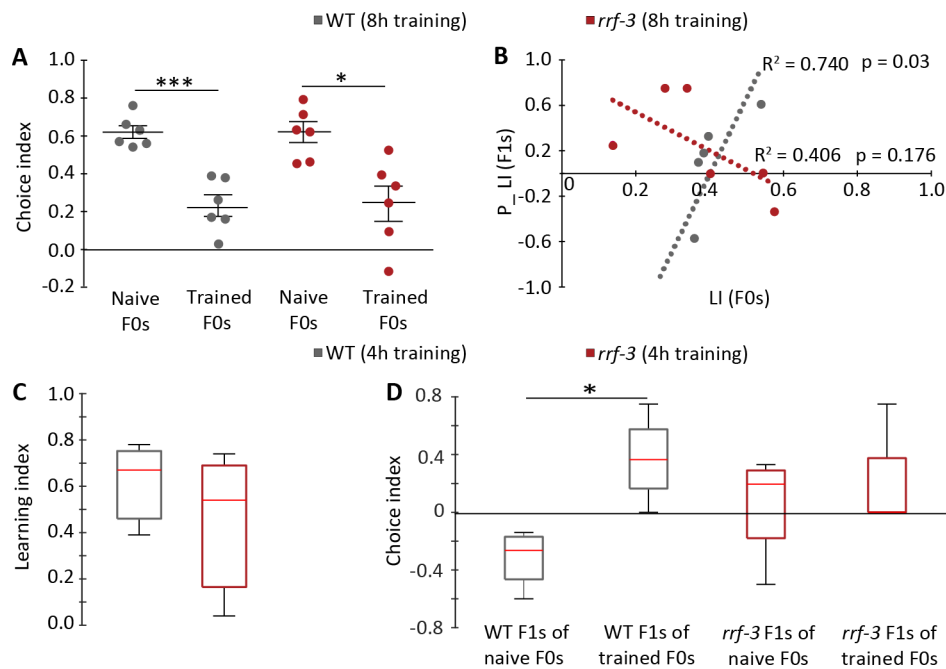 WT (8h training) rrf-3 (8h training)
A
Choice index
1.0
0.8
0.6
0.4
0.2
0.0
-0.2
***
*
Naive F0s
Trained F0s
Naive F0s
Trained F0s
B
P_LI (F1s)
1.0
0.6
0.2
-0.2
-0.6
-1.0
0 0.2 0.4 0.6 0.8 1.0
LI (F0s)
R² = 0.740 p = 0.03
R² = 0.406 p = 0.176
WT (4h training) rrf-3 (4h training)
C
Learning index
1.0
0.8
0.6
0.4
0.2
0.0
D
Choice index
0.8
0.4
0
-0.4
-0.8
*
WT F1s of
naive F0s
WT F1s of
trained F0s
rrf-3 F1s of
naive F0s
rrf-3 F1s of
trained F0s